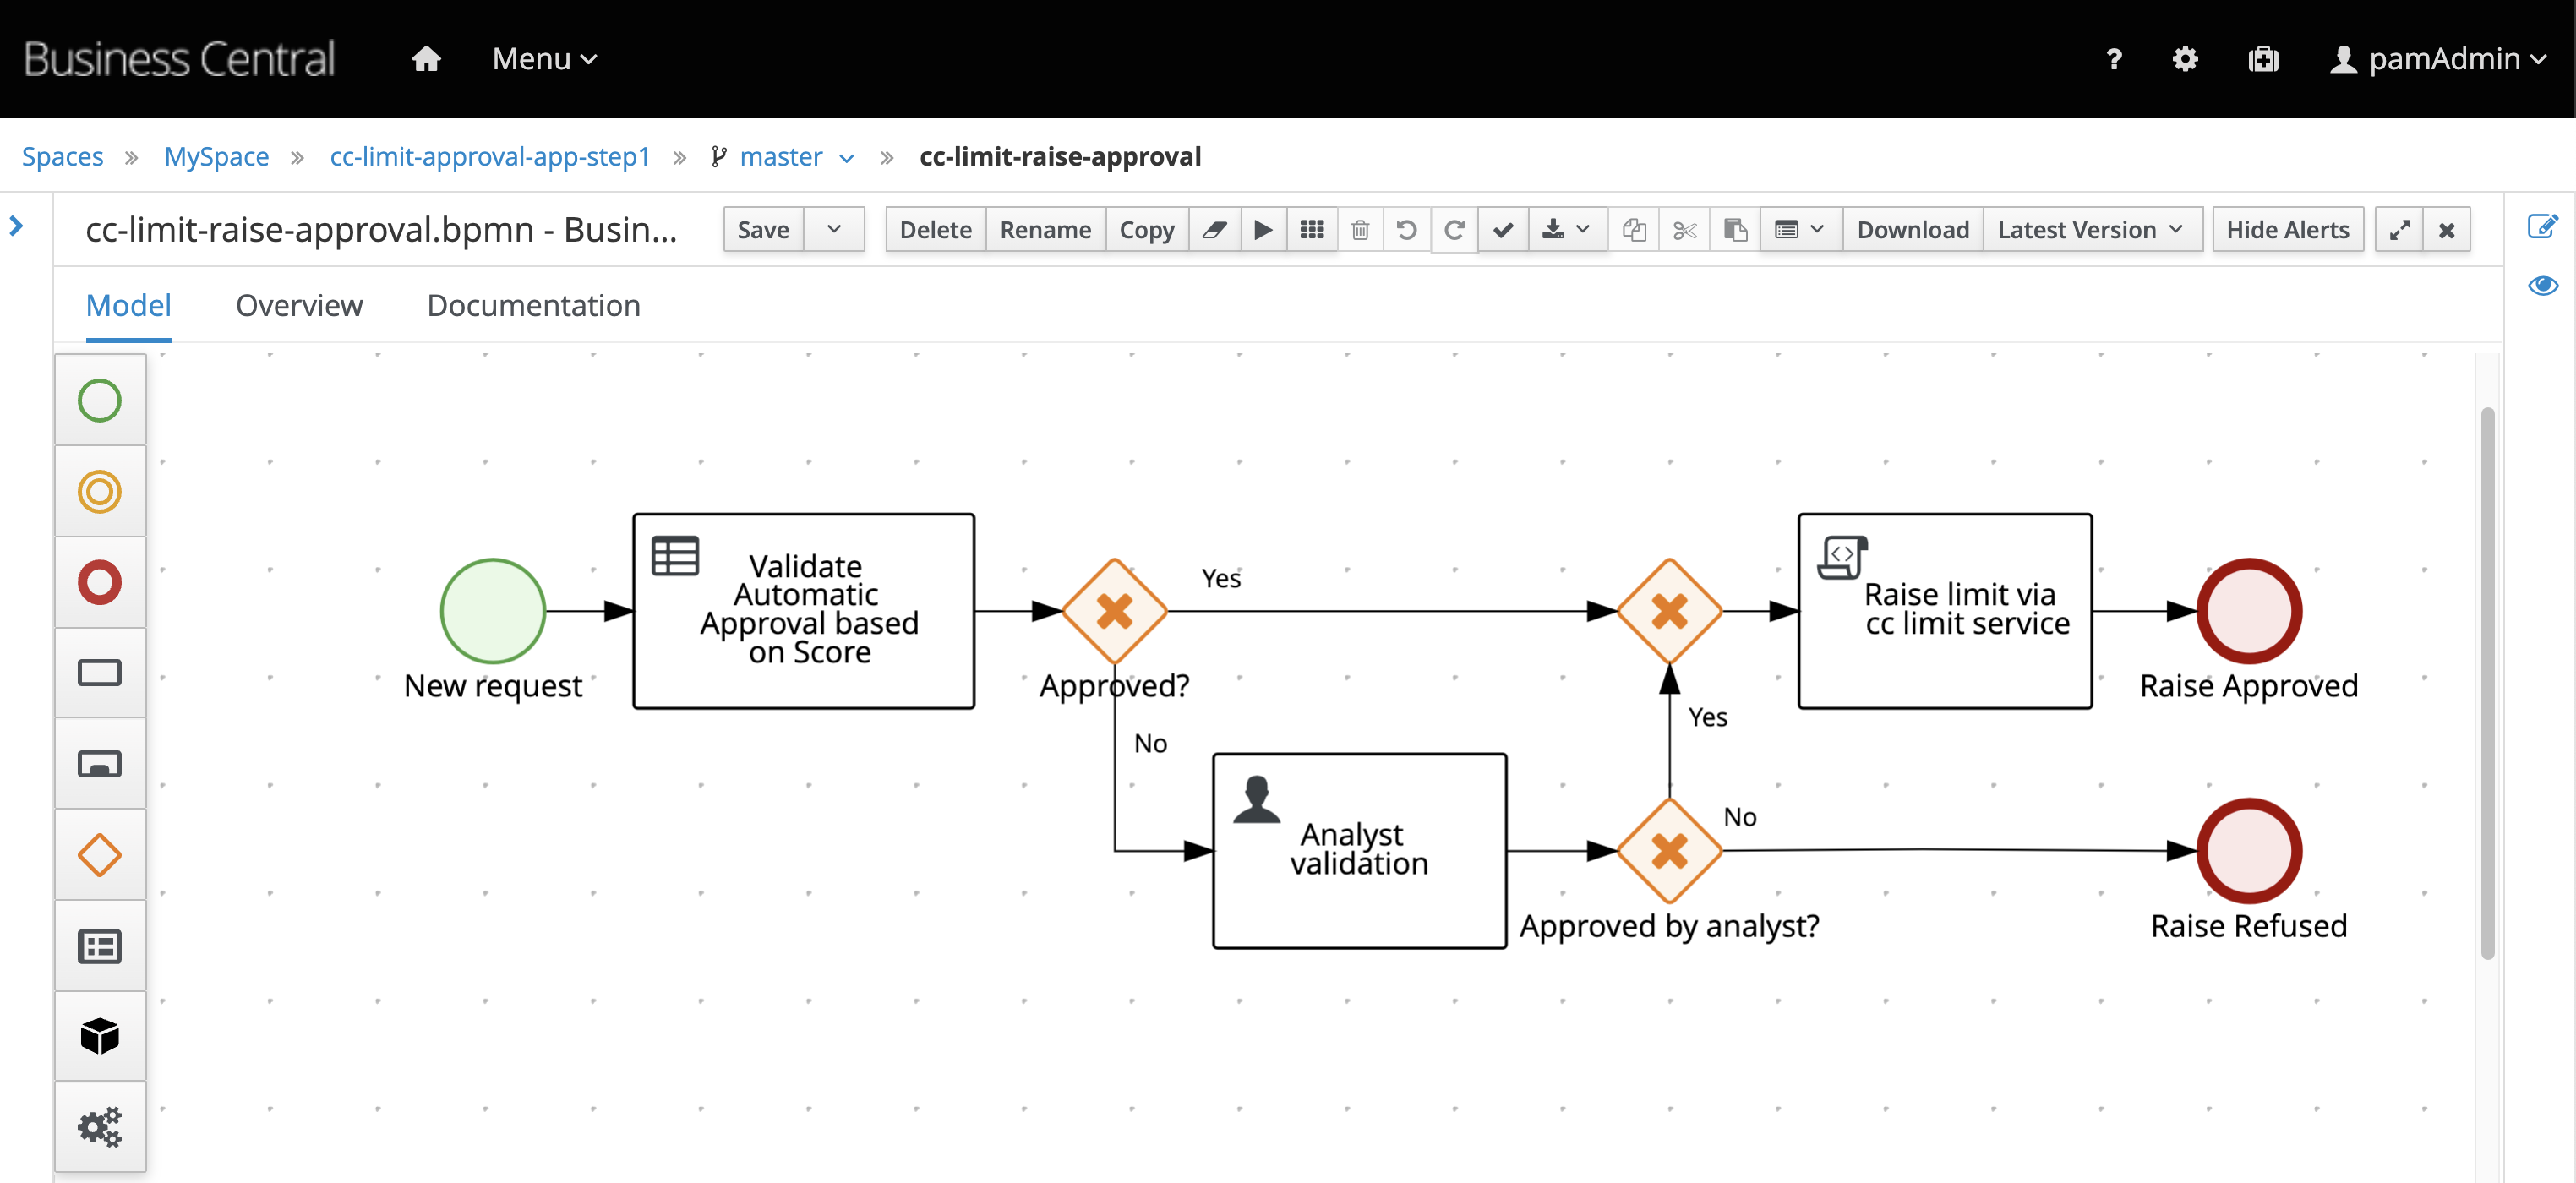 Business Central
Menu
?
pamAdmin
Spaces » MySpace » cc-limit-approval-app-step1 » master » cc-limit-raise-approval
cc-limit-raise-approval.bpmn - Busin...
Save
Delete
Rename
Copy
Download
Latest Version
Hide Alerts
Model
Overview
Documentation
New request
Validate
Automatic
Approval based
on Score
Approved?
Yes
No
Analyst
validation
Approved by analyst?
Yes
No
Raise limit via
cc limit service
Raise Approved
Raise Refused